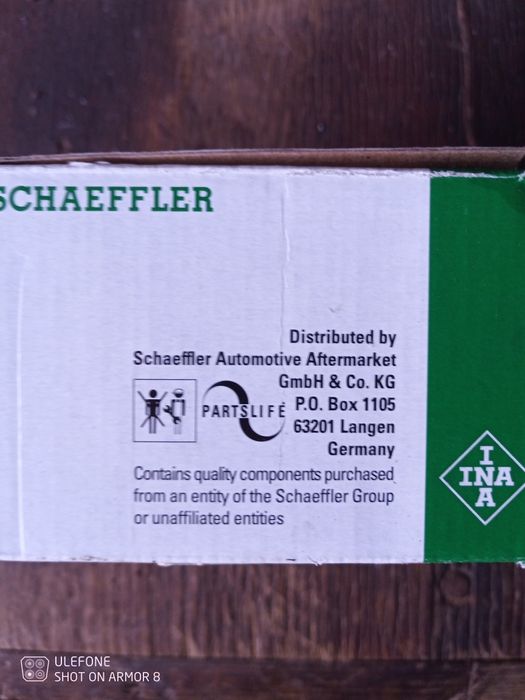 SCHAEFFLER
Distributed by
Schaeffler Automotive Aftermarket
GmbH & Co. KG
P.O. Box 1105
63201 Langen
Germany
PARTSLIFE
Contains quality components purchased
from an entity of the Schaeffler Group
or unaffiliated entities
INA
INA
ULEFONE
SHOT ON ARMOR 8